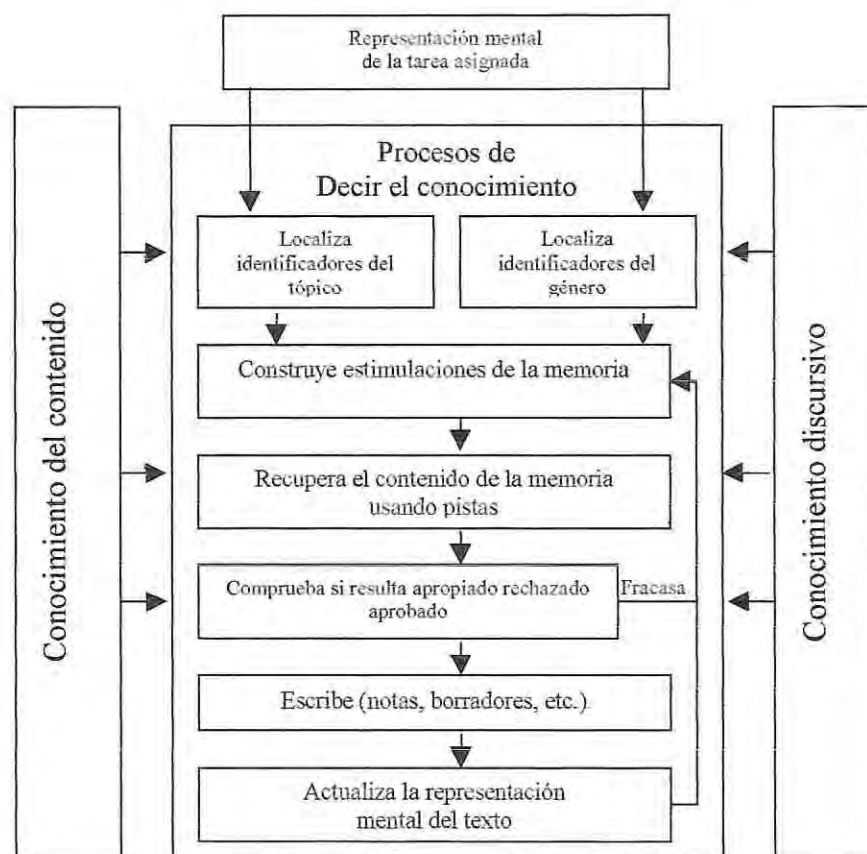 Representación mental
de la tarea asignada
Procesos de
Decir el conocimiento
Localiza
identificadores del
tópico
Localiza
identificadores del
género
Construye estimulaciones de la memoria
Recupera el contenido de la memoria
usando pistas
Comprueba si resulta apropiado rechazado
aprobado
Fracasa
Escribe (notas, borradores, etc.)
Actualiza la representación
mental del texto
Conocimiento del contenido
Conocimiento discursivo